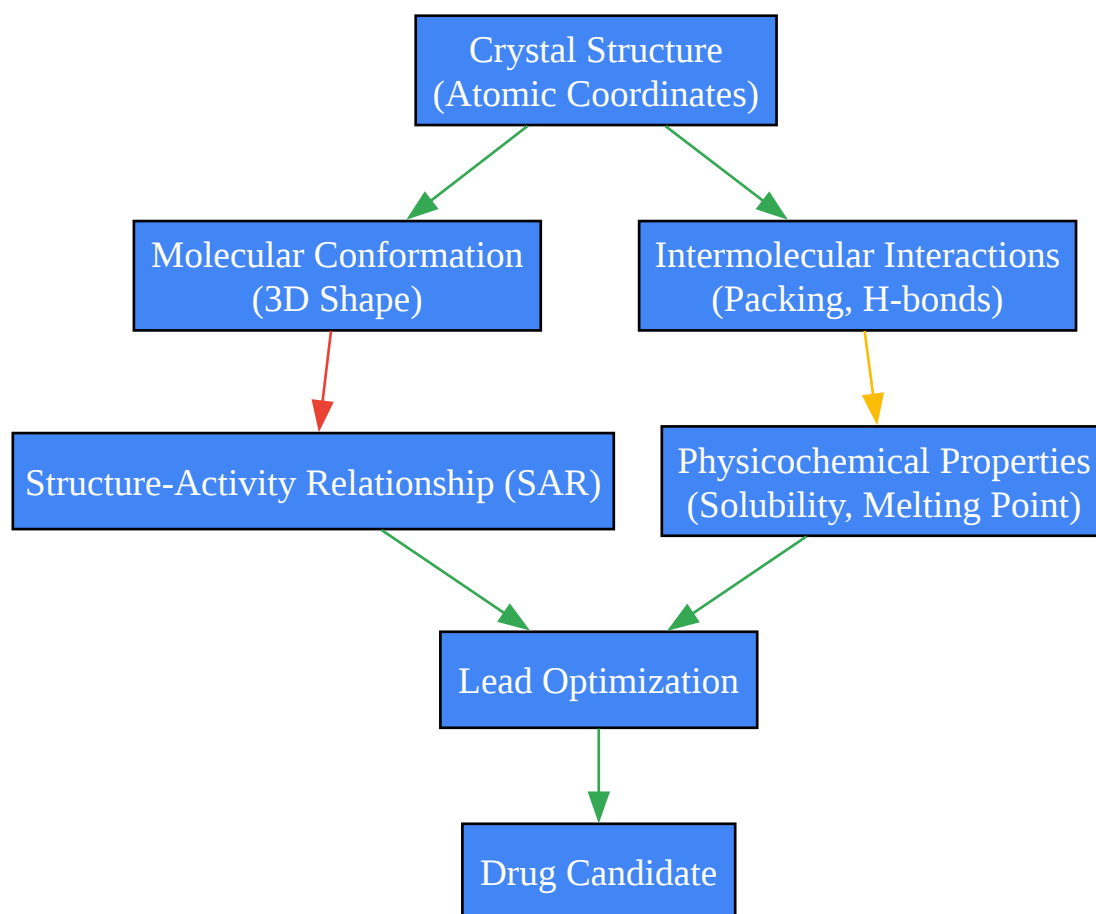 Crystal Structure
(Atomic Coordinates)
Molecular Conformation
(3D Shape)
Intermolecular Interactions
(Packing, H-bonds)
Structure-Activity Relationship (SAR)
Physicochemical Properties
(Solubility, Melting Point)
Lead Optimization
Drug Candidate